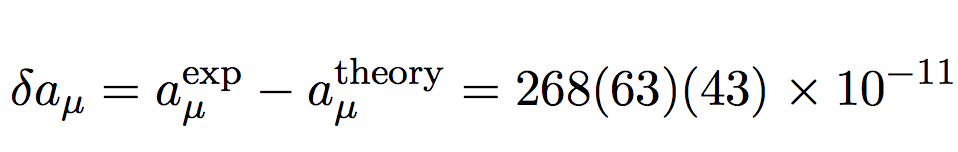 δa_μ = a_μ^exp − a_μ^theory = 268(63)(43) × 10^−11